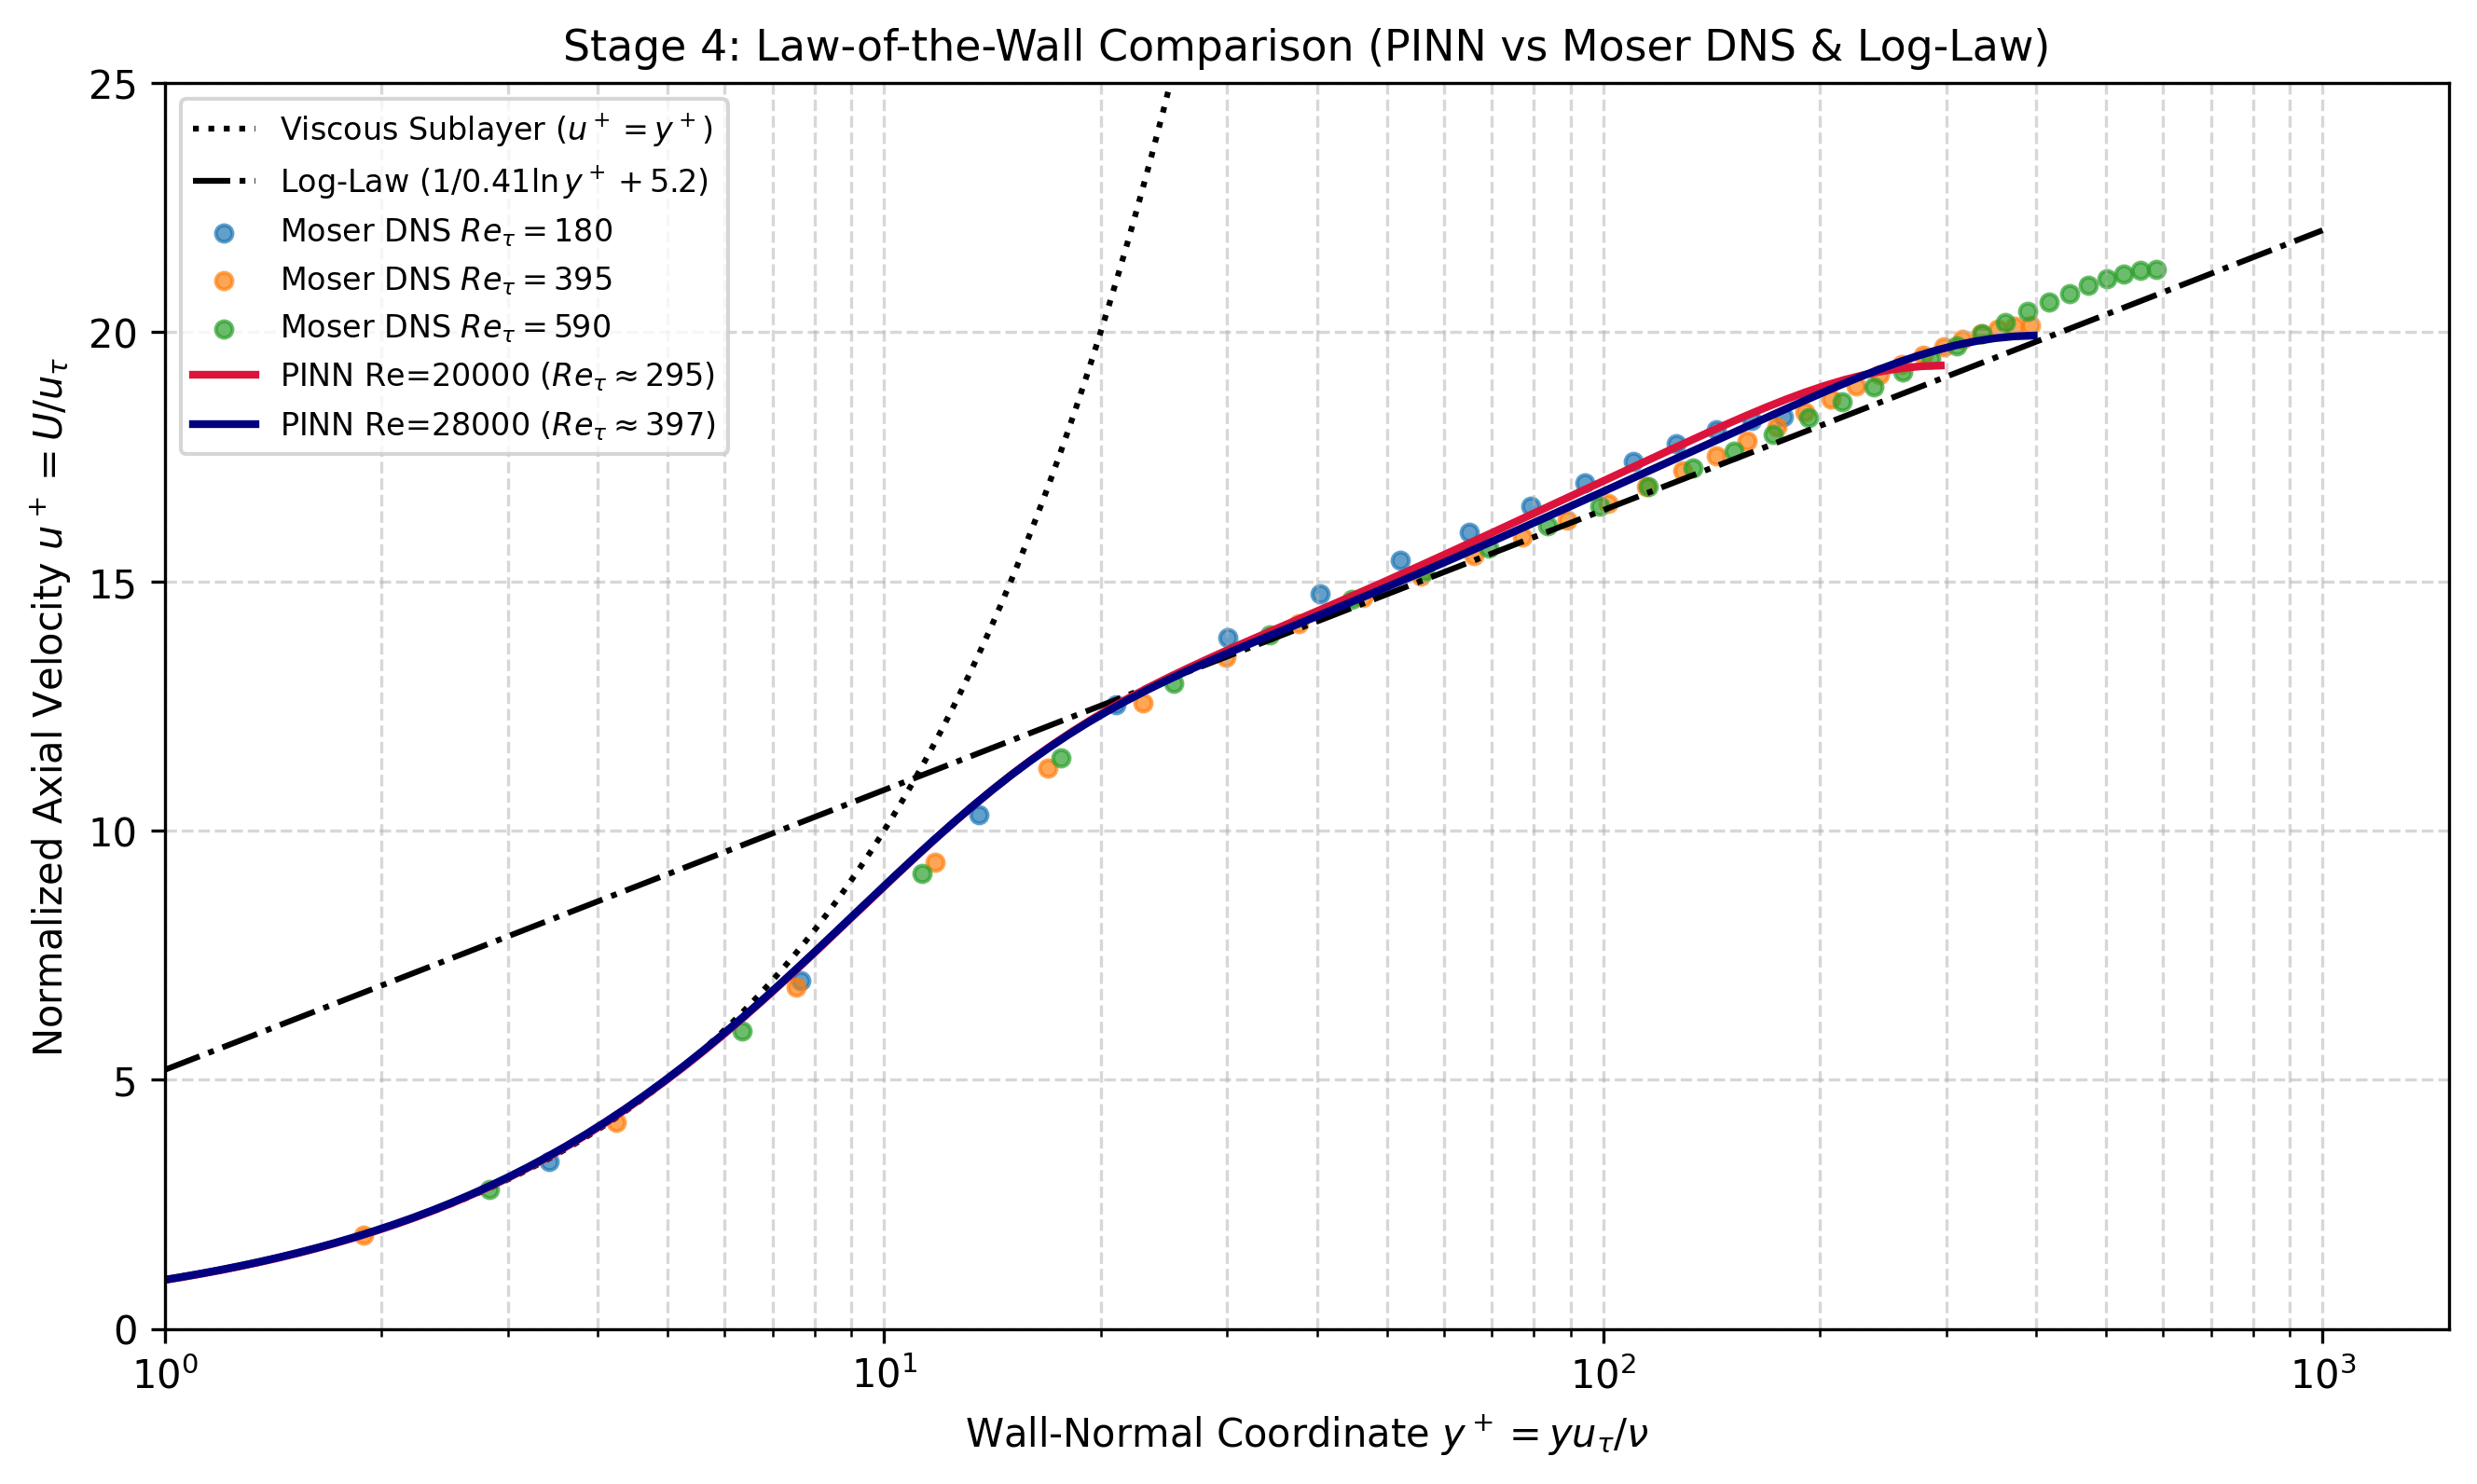 Stage 4: Law-of-the-Wall Comparison (PINN vs Moser DNS & Log-Law)
25
20
15
10
5
0
Normalized Axial Velocity u⁺ = U/u_τ
Viscous Sublayer (u⁺ = y⁺)
Log-Law (1/0.41ln y⁺ + 5.2)
Moser DNS Re_τ = 180
Moser DNS Re_τ = 395
Moser DNS Re_τ = 590
PINN Re=20000 (Re_τ ≈ 295)
PINN Re=28000 (Re_τ ≈ 397)
10⁰ 10¹ 10² 10³
Wall-Normal Coordinate y⁺ = yu_τ/ν